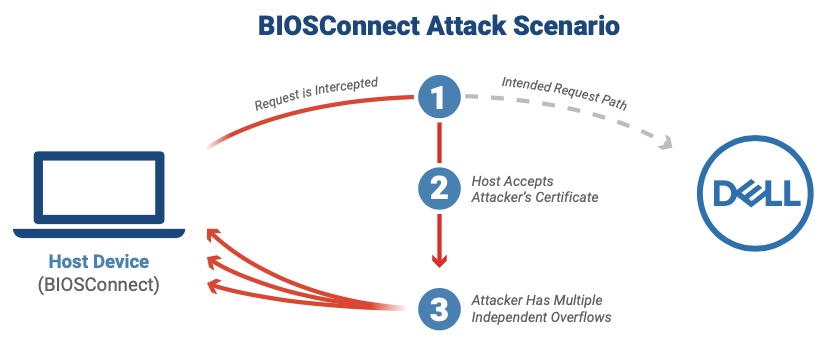 BIOSConnect Attack Scenario
Request is Intercepted
1
Intended Request Path
2
Host Accepts
Attacker's Certificate
DELL
Host Device
(BIOSConnect)
3
Attacker Has Multiple
Independent Overflows